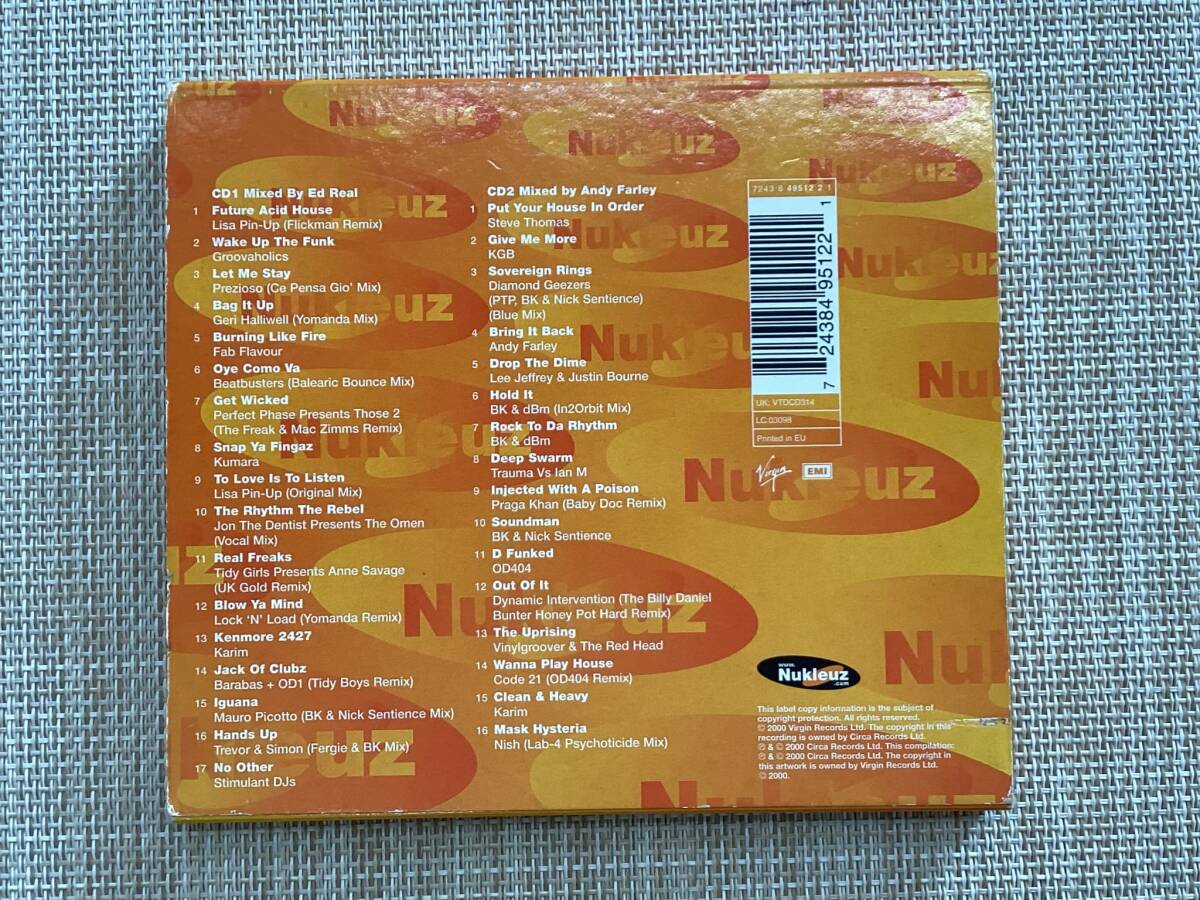 CD1 Mixed By Ed Real
1 Future Acid House
Lisa Pin-Up (Flickman Remix)
2 Wake Up The Funk
Groovaholics
3 Let Me Stay
Prezioso (Ce Pensa Gio' Mix)
4 Bag It Up
Geri Halliwell (Yomanda Mix)
5 Burning Like Fire
Fab Flavour
6 Oye Como Va
Beatbusters (Balearic Bounce Mix)
7 Get Wicked
Perfect Phase Presents Those 2
(The Freak & Mac Zimms Remix)
8 Snap Ya Fingaz
Kumara
9 To Love Is To Listen
Lisa Pin-Up (Original Mix)
10 The Rhythm The Rebel
Jon The Dentist Presents The Omen
(Vocal Mix)
11 Real Freaks
Tidy Girls Presents Anne Savage
(UK Gold Remix)
12 Blow Ya Mind
Lock 'N' Load (Yomanda Remix)
13 Kenmore 2427
Karim
14 Jack Of Clubz
Barabas + OD1 (Tidy Boys Remix)
15 Iguana
Mauro Picotto (BK & Nick Sentience Mix)
16 Hands Up
Trevor & Simon (Fergie & BK Mix)
17 No Other
Stimulant DJs
CD2 Mixed by Andy Farley
1 Put Your House In Order
Steve Thomas
2 Give Me More
KGB
3 Sovereign Rings
Diamond Geezers
(PTP, BK & Nick Sentience)
(Blue Mix)
4 Bring It Back
Andy Farley
5 Drop The Dime
Lee Jeffrey & Justin Bourne
6 Hold It
BK & dBm (In2Orbit Mix)
7 Rock To Da Rhythm
BK & dBm
8 Deep Swarm
Trauma Vs Ian M
9 Injected With A Poison
Praga Khan (Baby Doc Remix)
10 Soundman
BK & Nick Sentience
11 D Funked
OD404
12 Out Of It
Dynamic Intervention (The Billy Daniel
Bunter Honey Pot Hard Remix)
13 The Uprising
Vinylgroover & The Red Head
14 Wanna Play House
Code 21 (OD404 Remix)
15 Clean & Heavy
Karim
16 Mask Hysteria
Nish (Lab-4 Psychoticide Mix)
7243 8 49512 2 1
7 24384 95122 1
UK: VTDCD314
LC:03098
Printed in EU
Virgin EMI
Nukleuz
Nukleuz
Nukleuz
Nukleuz
Nukleuz
Nukleuz
Nukleuz
www.
Nukleuz
.com
This label copy information is the subject of
copyright protection. All rights reserved.
© 2000 Virgin Records Ltd. The copyright in this
recording is owned by Circa Records Ltd.
℗ & © 2000 Circa Records Ltd. This compilation:
℗ & © 2000 Circa Records Ltd. The copyright in
this artwork is owned by Virgin Records Ltd.
© 2000.